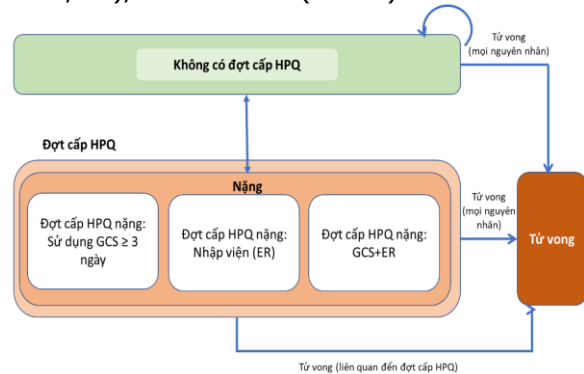 Không có đợt cấp HPQ
Tử vong
(mọi nguyên nhân)
Đợt cấp HPQ
Nặng
Đợt cấp HPQ nặng:
Sử dụng GCS ≥ 3
ngày
Đợt cấp HPQ nặng:
Nhập viện (ER)
Đợt cấp HPQ nặng:
GCS+ER
Tử vong
(mọi nguyên
nhân)
Tử vong
Tử vong (liên quan đến đợt cấp HPQ)